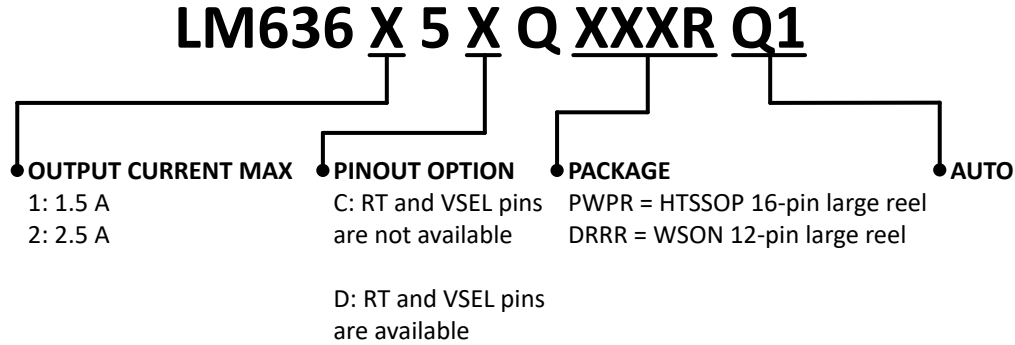 LM636 X 5 X Q XXXR Q1
OUTPUT CURRENT MAX
1: 1.5 A
2: 2.5 A
PINOUT OPTION
C: RT and VSEL pins
are not available
D: RT and VSEL pins
are available
PACKAGE
PWPR = HTSSOP 16-pin large reel
DRRR = WSON 12-pin large reel
AUTO